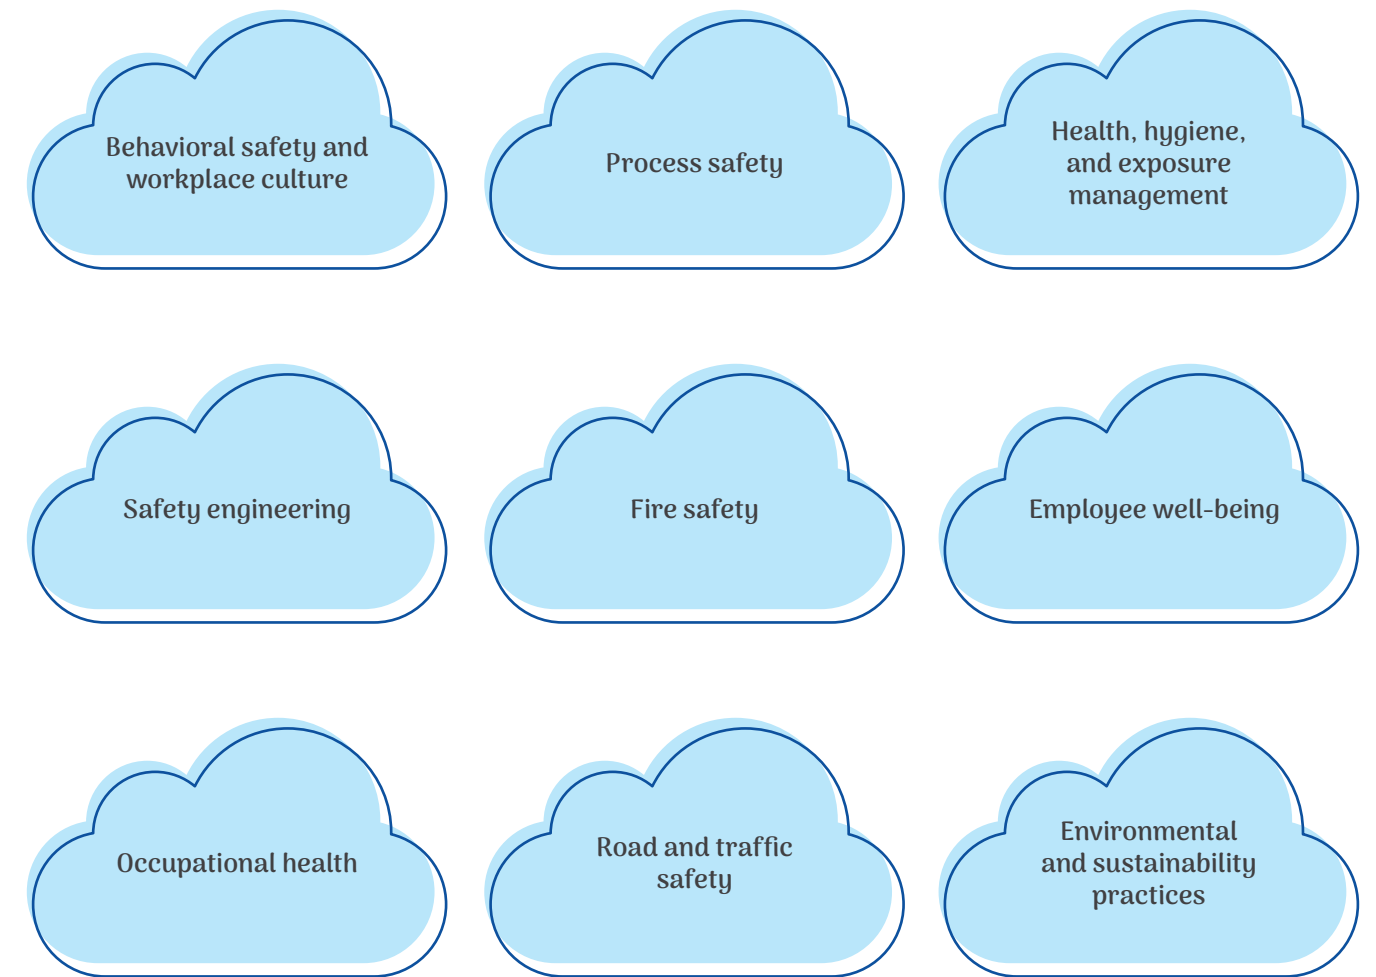 Behavioral safety and
workplace culture
Process safety
Health, hygiene,
and exposure
management
Safety engineering
Fire safety
Employee well-being
Occupational health
Road and traffic
safety
Environmental
and sustainability
practices